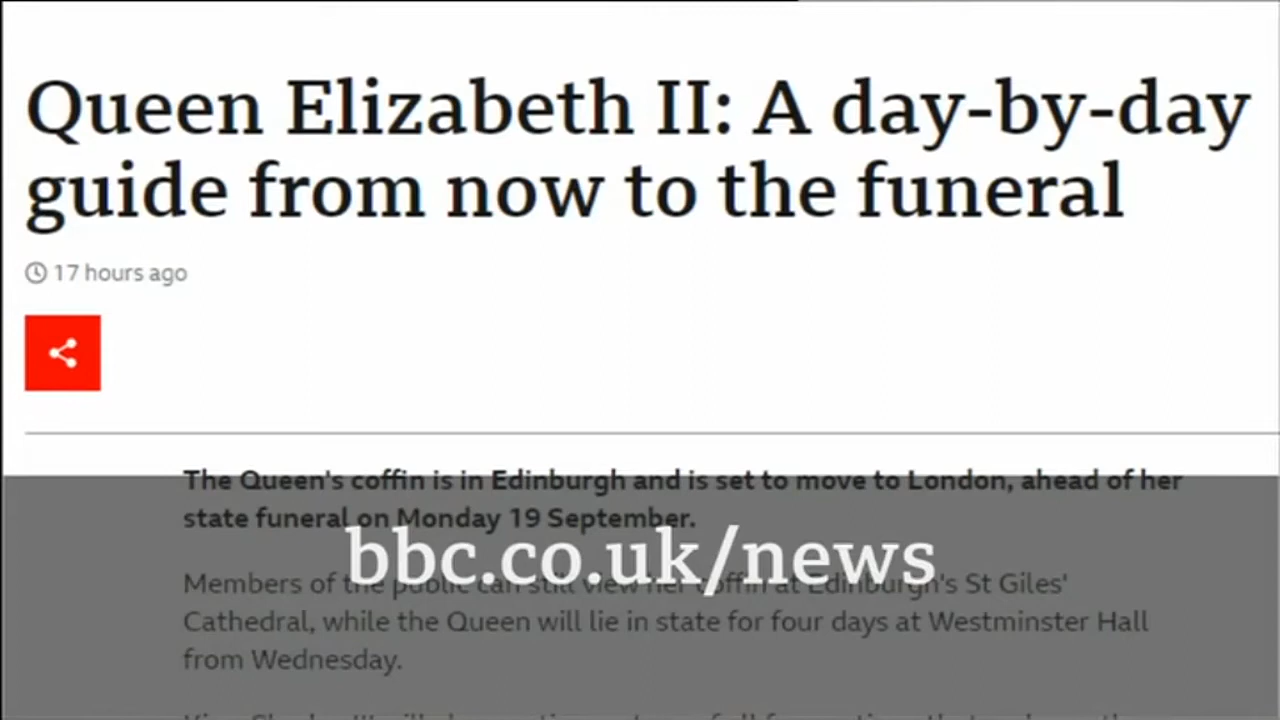 Queen Elizabeth II: A day-by-day
guide from now to the funeral
17 hours ago
The Queen's coffin is in Edinburgh and is set to move to London, ahead of her
state funeral on Monday 19 September.
bbc.co.uk/news
Members of the public can still view her coffin at Edinburgh's St Giles'
Cathedral, while the Queen will lie in state for four days at Westminster Hall
from Wednesday.